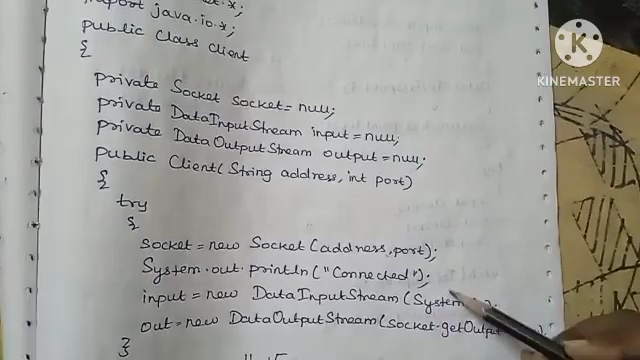 import java.io.*;
public class client
{
private Socket socket=null;
private DataInputStream input=null,
private DataOutputStream output=null;
public Client(String address, int port)
{
try
{
socket=new Socket(address,port);
System.out.println("Connected");
input=new DataInputStream(System
out=new DataOutputStream(socket.getOutput
}
K
KINEMASTER